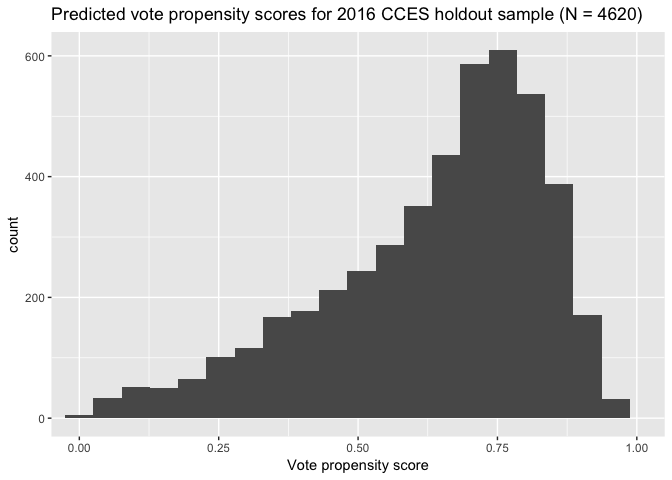 Predicted vote propensity scores for 2016 CCES holdout sample (N = 4620)
600
400
200
0
count
0.00 0.25 0.50 0.75 1.00
Vote propensity score